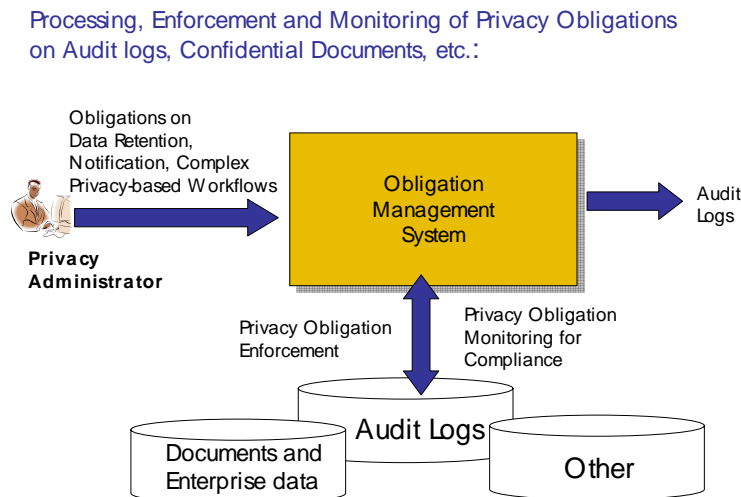 Processing, Enforcement and Monitoring of Privacy Obligations
on Audit logs, Confidential Documents, etc.:
Obligations on
Data Retention,
Notification, Complex
Privacy-based Workflows
Privacy
Administrator
Obligation
Management
System
Audit
Logs
Privacy Obligation
Enforcement
Privacy Obligation
Monitoring for
Compliance
Audit Logs
Documents and
Enterprise data
Other